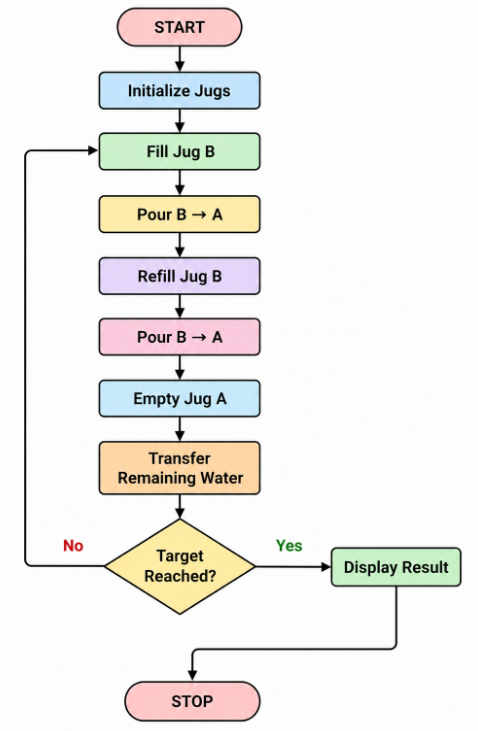 START
Initialize Jugs
Fill Jug B
Pour B → A
Refill Jug B
Pour B → A
Empty Jug A
Transfer
Remaining Water
Target
Reached?
No
Yes
Display Result
STOP